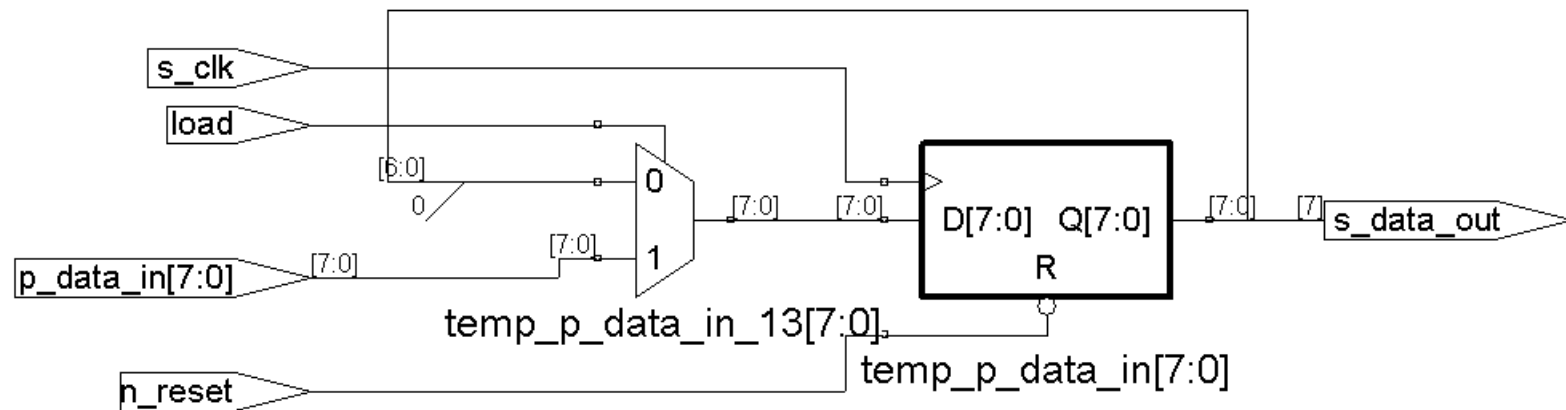 s_clk
load
[6:0]
0
0
[7:0]
[7:0]
[7:0]
[7]
s_data_out
D[7:0] Q[7:0]
p_data_in[7:0]
[7:0]
[7:0]
1
R
temp_p_data_in_13[7:0]
temp_p_data_in[7:0]
n_reset